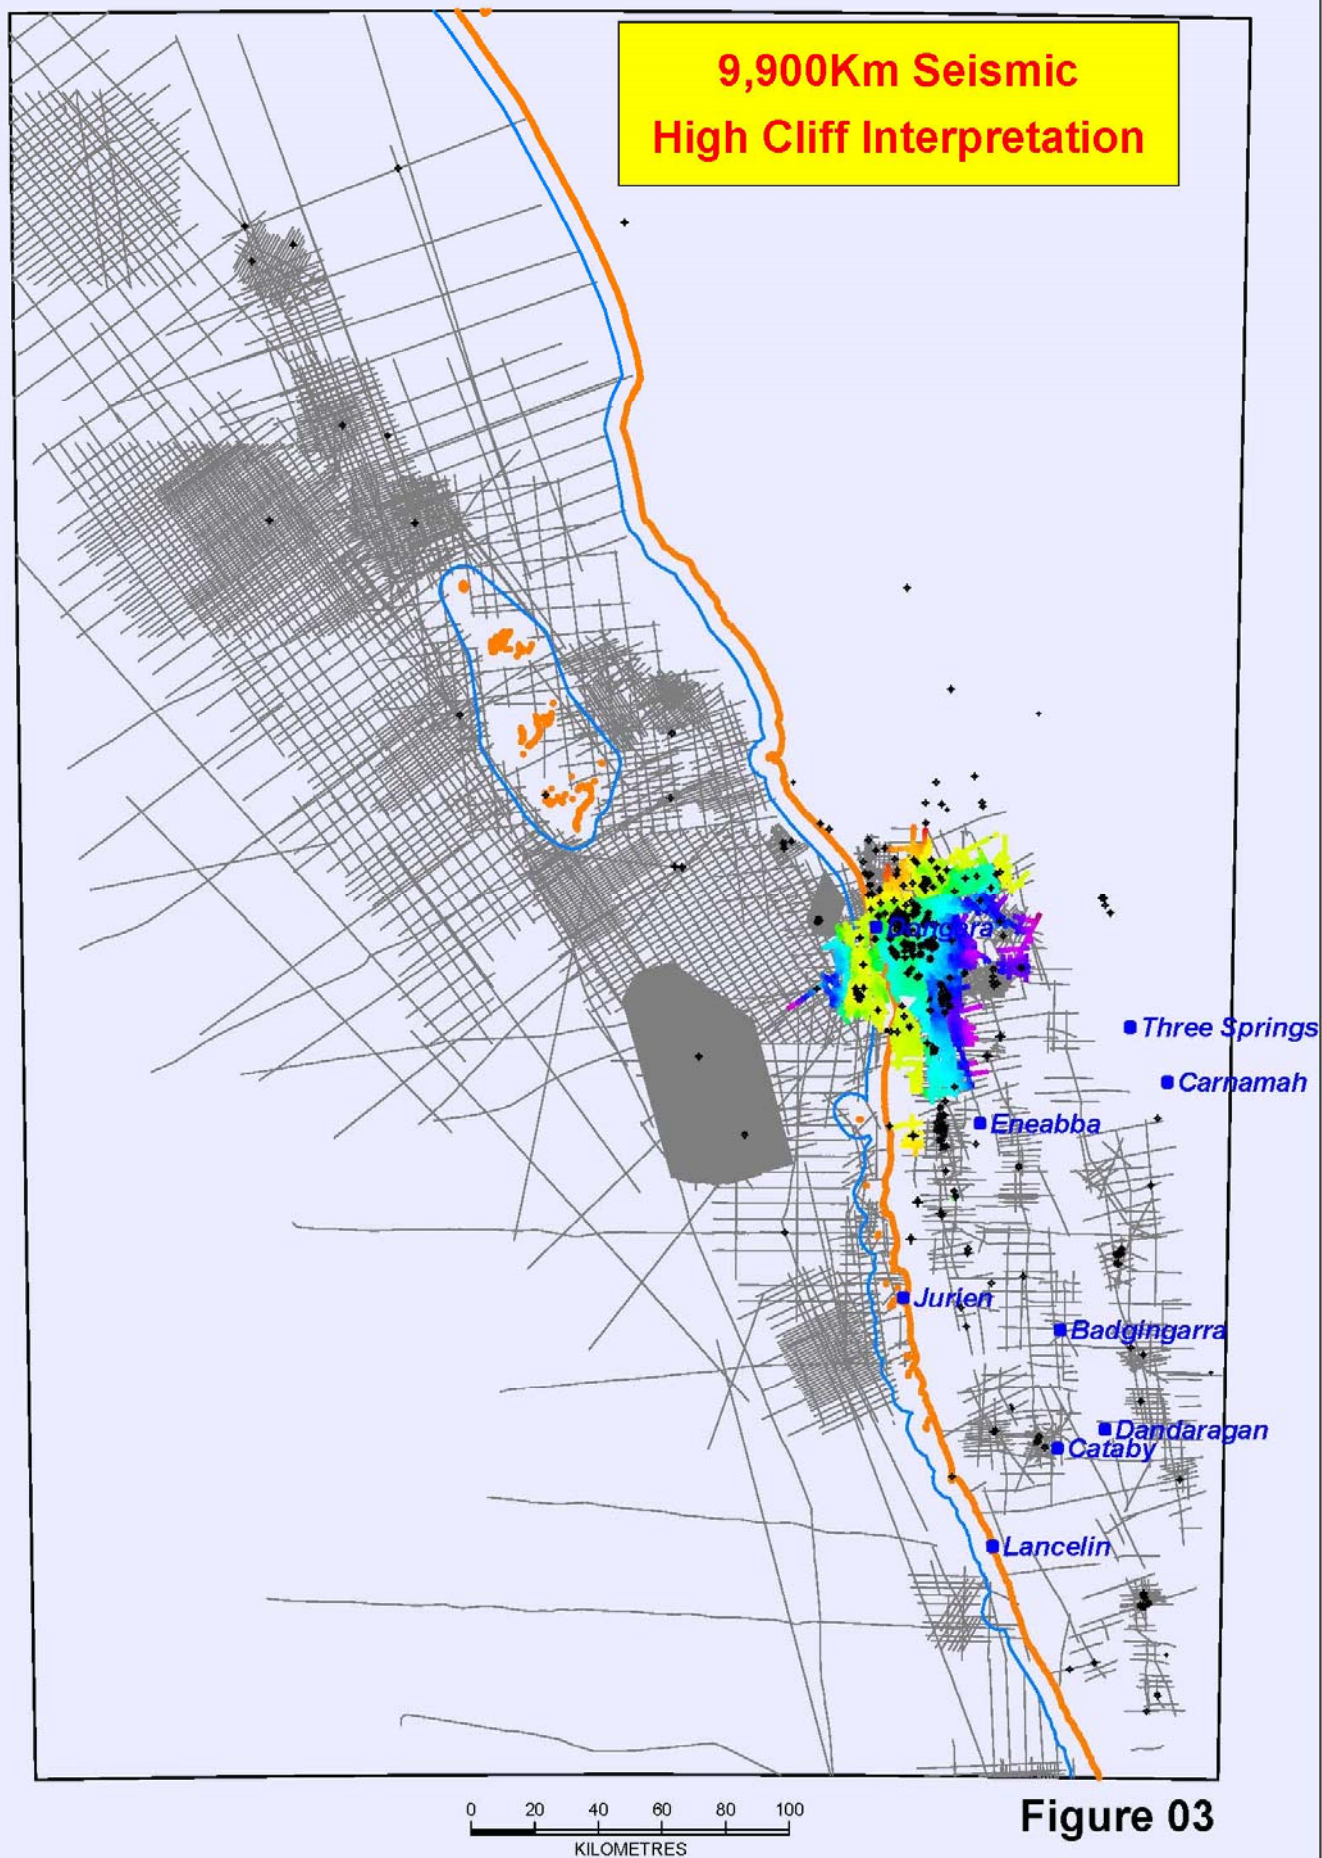 9,900Km Seismic
High Cliff Interpretation
Dongara
Three Springs
Carnamah
Eneabba
Jurien
Badgingarra
Dandaragan
Cataby
Lancelin
0 20 40 60 80 100
KILOMETRES
Figure 03